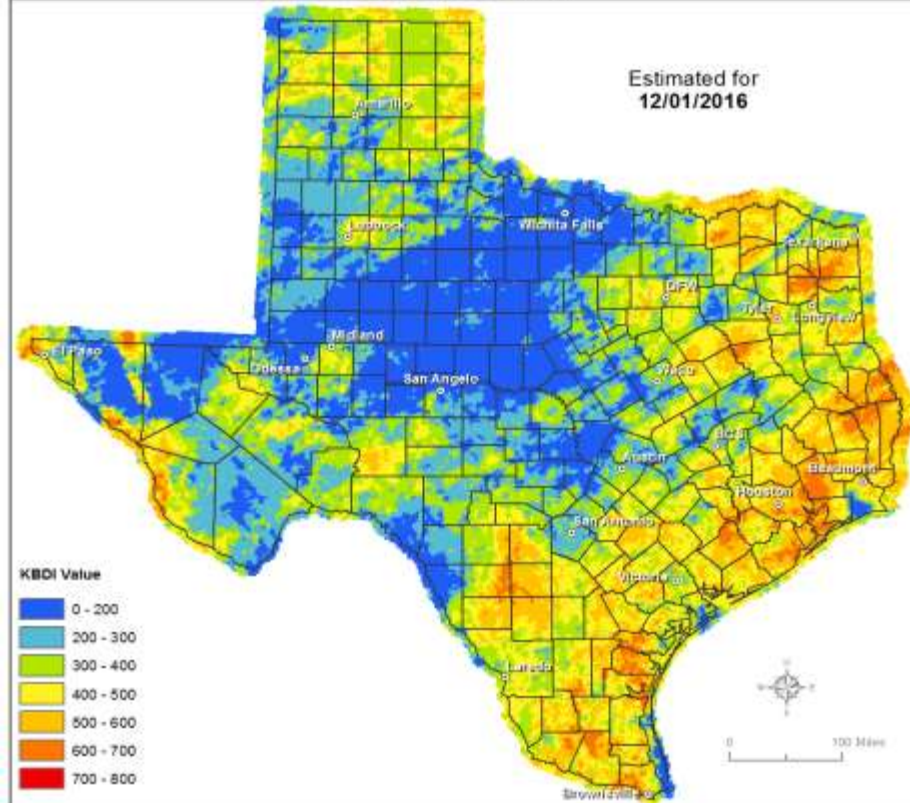 Estimated for
12/01/2016
Amarillo
Lubbock
Wichita Falls
Texarkana
DFW
Tyler
Longview
El Paso
Midland
Odessa
San Angelo
Waco
BCS
Austin
Beaumont
Houston
San Antonio
Victoria
Laredo
Brownsville
KBDI Value
0 - 200
200 - 300
300 - 400
400 - 500
500 - 600
600 - 700
700 - 800
0 100 Miles